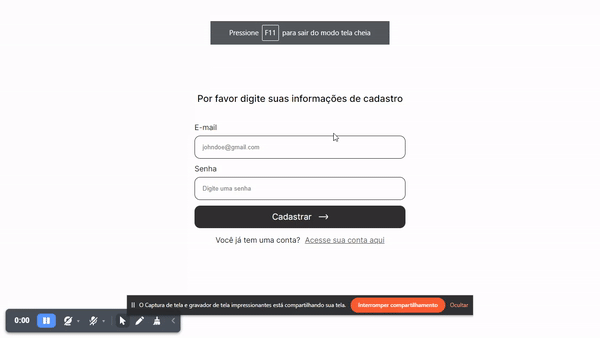 Pressione F11 para sair do modo tela cheia
Por favor digite suas informações de cadastro
E-mail
johndos@gmail.com
Senha
Digite uma senha
Cadastrar →
Você já tem uma conta? Acesse sua conta aqui
O Captura de tela e gravador de tela impressionantes está compartilhando sua tela. Interromper compartilhamento Ocultar
0:00